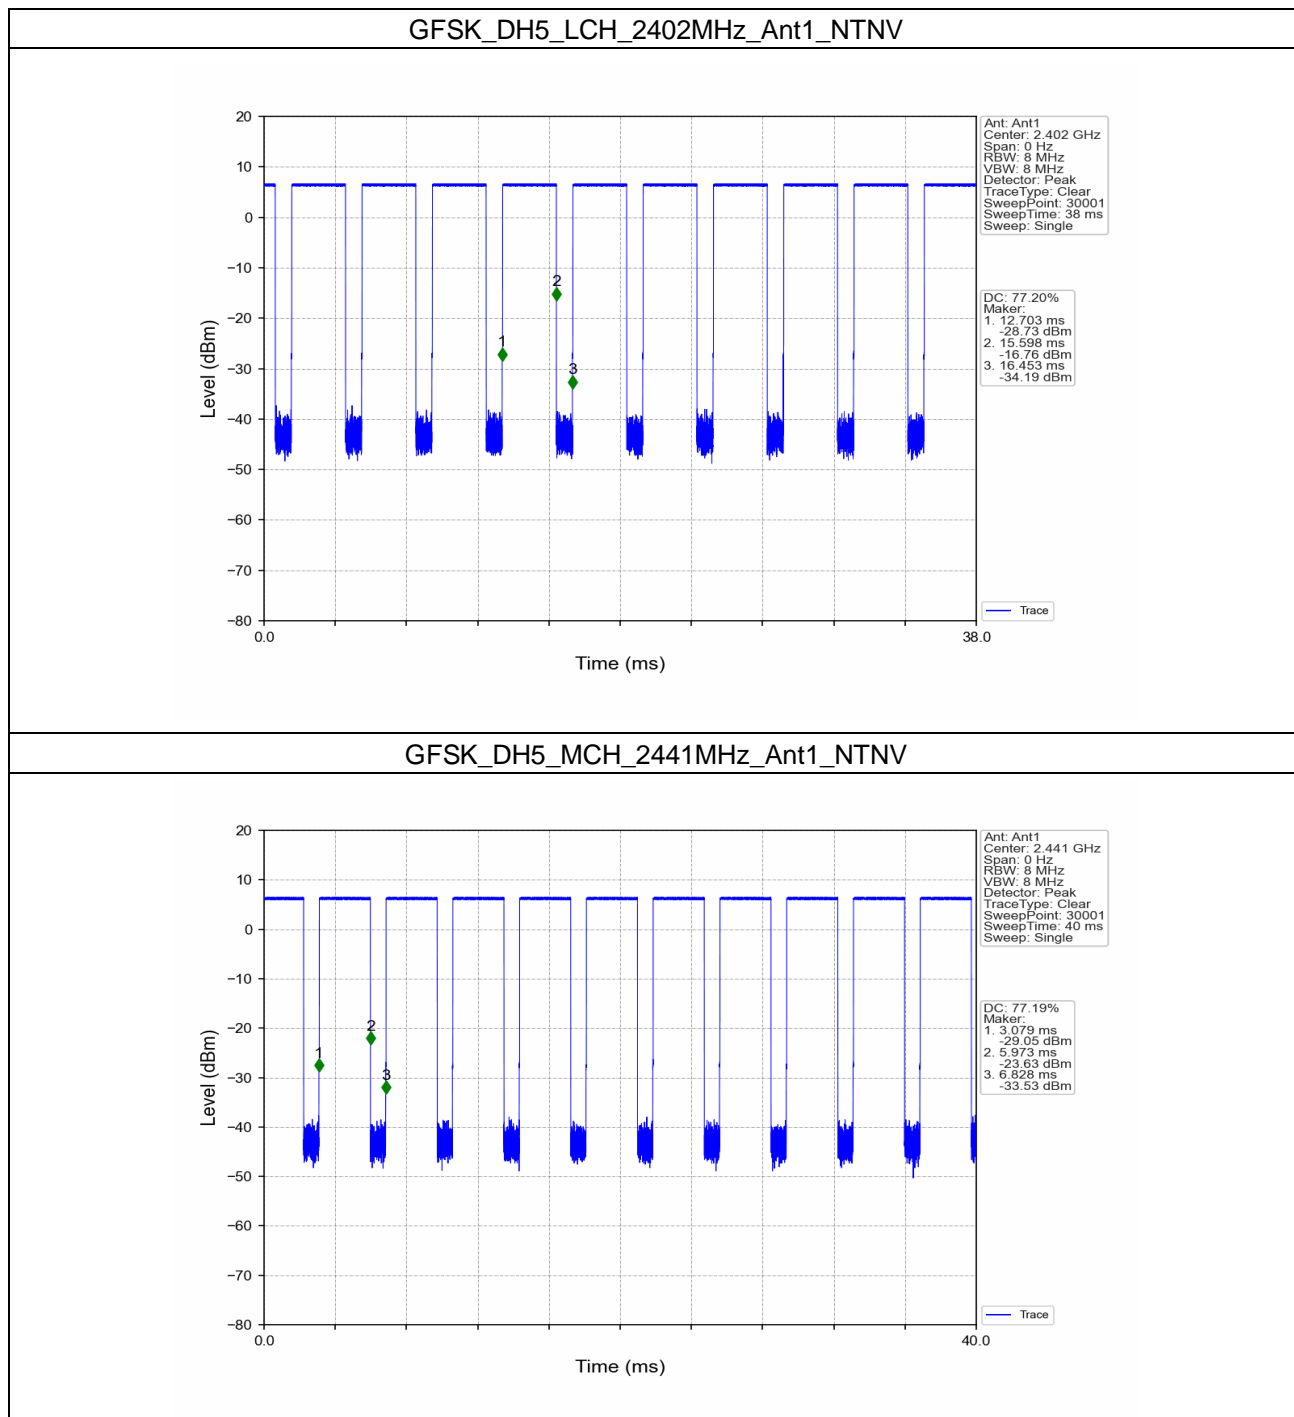 GFSK_DH5_LCH_2402MHz_Ant1_NTNV
20
10
0
−10
−20
−30
−40
−50
−60
−70
−80
Level (dBm)
0.0
38.0
Time (ms)
1
2
3
Ant: Ant1
Center: 2.402 GHz
Span: 0 Hz
RBW: 8 MHz
VBW: 8 MHz
Detector: Peak
TraceType: Clear
SweepPoint: 30001
SweepTime: 38 ms
Sweep: Single
DC: 77.20%
Maker:
1. 12.703 ms
-28.73 dBm
2. 15.598 ms
-16.76 dBm
3. 16.453 ms
-34.19 dBm
Trace
GFSK_DH5_MCH_2441MHz_Ant1_NTNV
20
10
0
−10
−20
−30
−40
−50
−60
−70
−80
Level (dBm)
0.0
40.0
Time (ms)
1
2
3
Ant: Ant1
Center: 2.441 GHz
Span: 0 Hz
RBW: 8 MHz
VBW: 8 MHz
Detector: Peak
TraceType: Clear
SweepPoint: 30001
SweepTime: 40 ms
Sweep: Single
DC: 77.19%
Maker:
1. 3.079 ms
-29.05 dBm
2. 5.973 ms
-23.63 dBm
3. 6.828 ms
-33.53 dBm
Trace